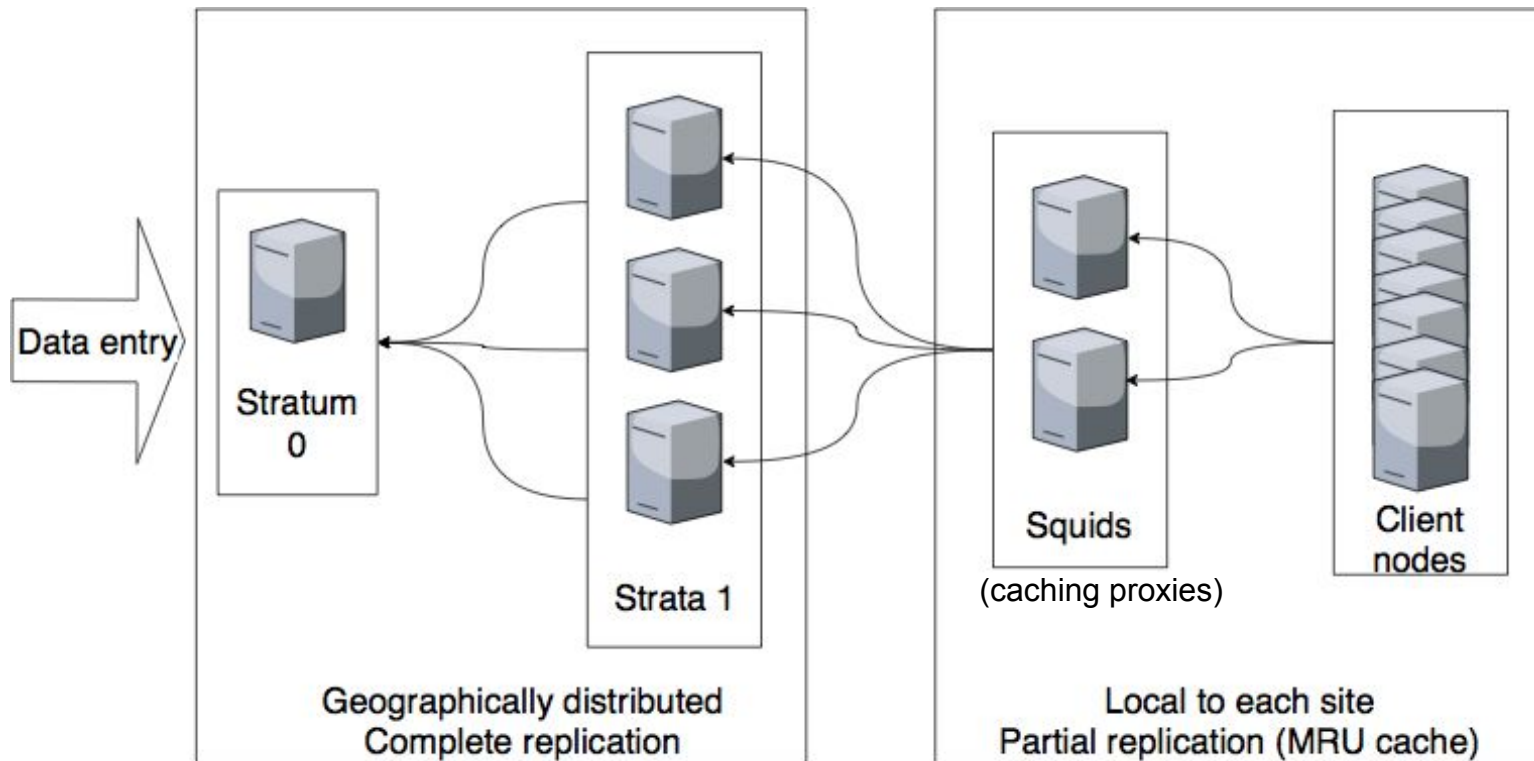 Data entry
Stratum
0
Strata 1
Geographically distributed
Complete replication
Squids
(caching proxies)
Client
nodes
Local to each site
Partial replication (MRU cache)